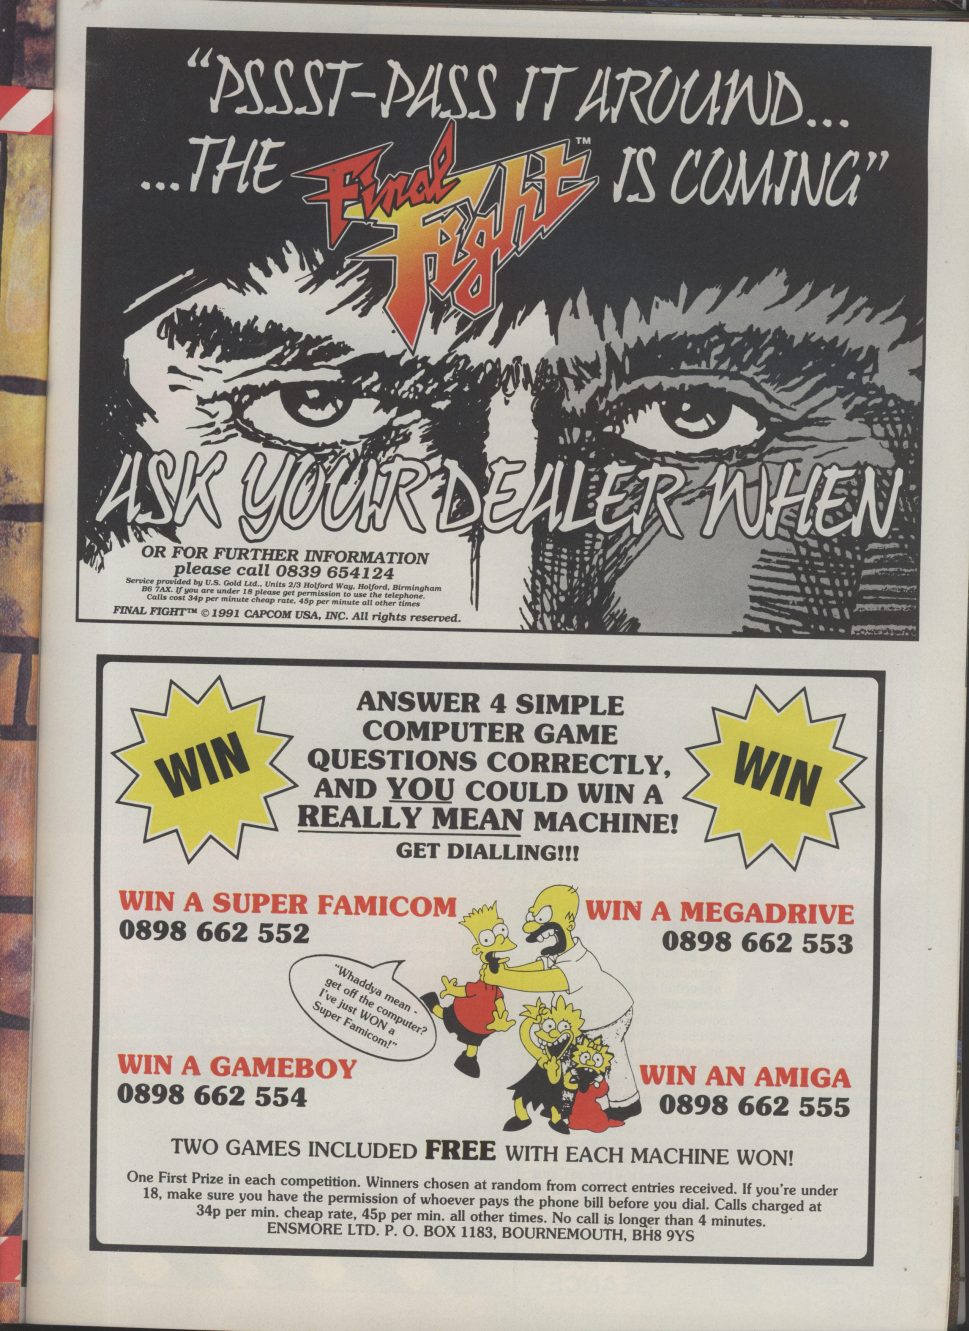 “PSSST-PASS IT AROUND...
...THE Final Fight™ IS COMING”
ASK YOUR DEALER WHEN
OR FOR FURTHER INFORMATION
please call 0839 654124
Service provided by U.S. Gold Ltd., Units 2/3 Holford Way, Holford, Birmingham
B6 7AX. If you are under 18 please get permission to use the telephone.
Calls cost 34p per minute cheap rate, 45p per minute all other times
FINAL FIGHT™ © 1991 CAPCOM USA, INC. All rights reserved.
WIN
ANSWER 4 SIMPLE
COMPUTER GAME
QUESTIONS CORRECTLY,
AND YOU COULD WIN A
REALLY MEAN MACHINE!
GET DIALLING!!!
WIN
WIN A SUPER FAMICOM
0898 662 552
WIN A MEGADRIVE
0898 662 553
“Whaddya mean -
get off the computer?
I've just WON a
Super Famicom!”
WIN A GAMEBOY
0898 662 554
WIN AN AMIGA
0898 662 555
TWO GAMES INCLUDED FREE WITH EACH MACHINE WON!
One First Prize in each competition. Winners chosen at random from correct entries received. If you're under
18, make sure you have the permission of whoever pays the phone bill before you dial. Calls charged at
34p per min. cheap rate, 45p per min. all other times. No call is longer than 4 minutes.
ENSMORE LTD. P. O. BOX 1183, BOURNEMOUTH, BH8 9YS